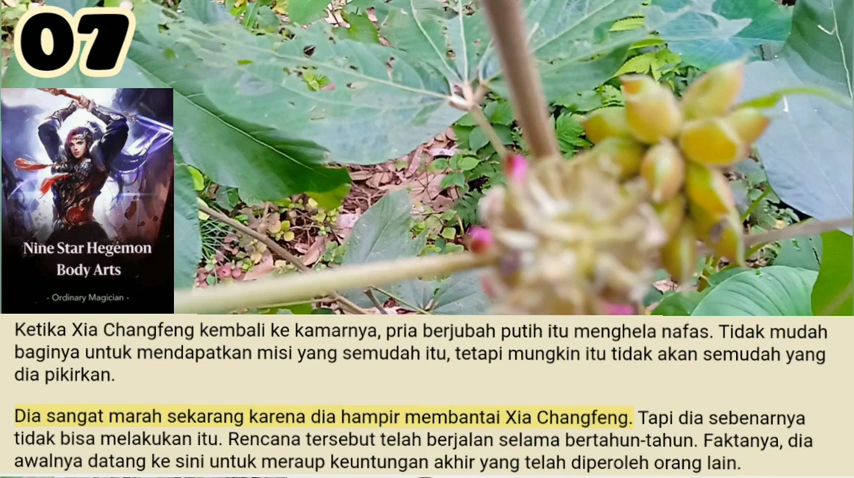 07
Nine Star Hegemon
Body Arts
- Ordinary Magician -
Ketika Xia Changfeng kembali ke kamarnya, pria berjubah putih itu menghela nafas. Tidak mudah
baginya untuk mendapatkan misi yang semudah itu, tetapi mungkin itu tidak akan semudah yang
dia pikirkan.
Dia sangat marah sekarang karena dia hampir membantai Xia Changfeng. Tapi dia sebenarnya
tidak bisa melakukan itu. Rencana tersebut telah berjalan selama bertahun-tahun. Faktanya, dia
awalnya datang ke sini untuk meraup keuntungan akhir yang telah diperoleh orang lain.